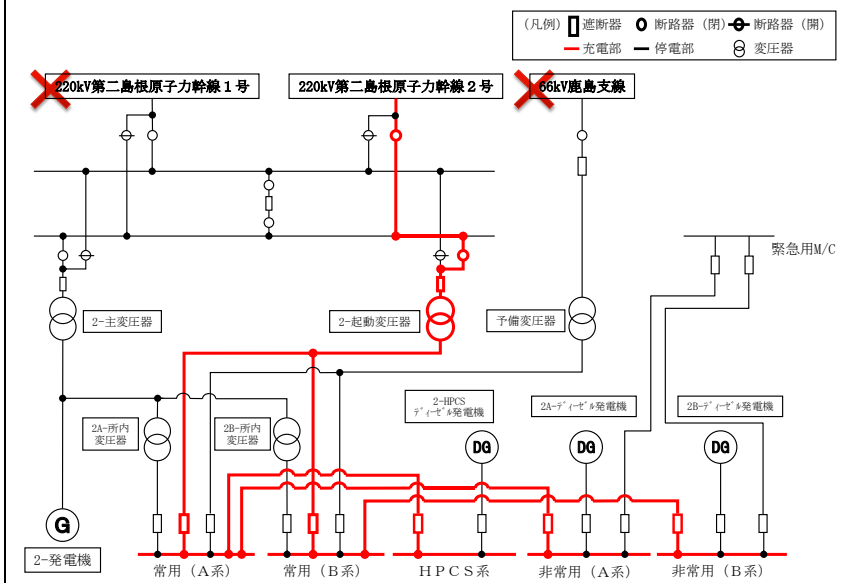 (凡例) 遮断器 断路器 (閉) 断路器 (開)
充電部 停電部 変圧器
220kV第二島根原子力幹線1号
220kV第二島根原子力幹線2号
66kV鹿島支線
緊急用M/C
2-主変圧器
2-起動変圧器
予備変圧器
2-HPCS
ディーゼル発電機
2A-ディーゼル発電機
2B-ディーゼル発電機
2A-所内
変圧器
2B-所内
変圧器
DG
DG
DG
G
2-発電機
常用 (A系)
常用 (B系)
HPCS系
非常用 (A系)
非常用 (B系)